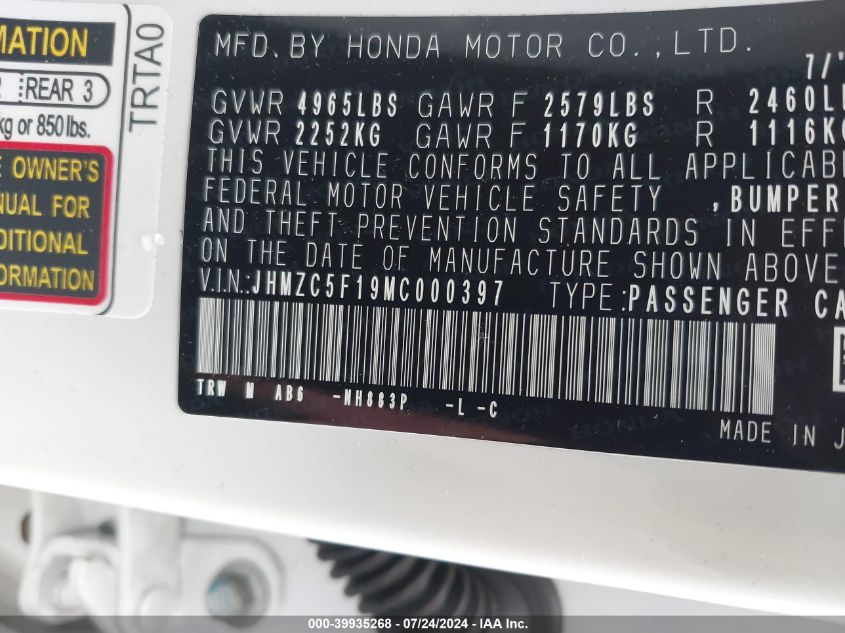 MATION
REAR 3
kg or 850 lbs.
OWNER'S
NUAL FOR
DITIONAL
FORMATION
TRTA0
MFD. BY HONDA MOTOR CO., LTD.
7/
GVWR 4965LBS GAWR F 2579LBS R 2460L
GVWR 2252KG GAWR F 1170KG R 1116K
THIS VEHICLE CONFORMS TO ALL APPLICAB
FEDERAL MOTOR VEHICLE SAFETY ,BUMPER
AND THEFT PREVENTION STANDARDS IN EFF
ON THE DATE OF MANUFACTURE SHOWN ABOVE
V.I.N.:JHMZC5F19MC000397 TYPE:PASSENGER CA
TRW M AB6 -NH883P -L -C
MADE IN J
000-39935268 - 07/24/2024 - IAA Inc.